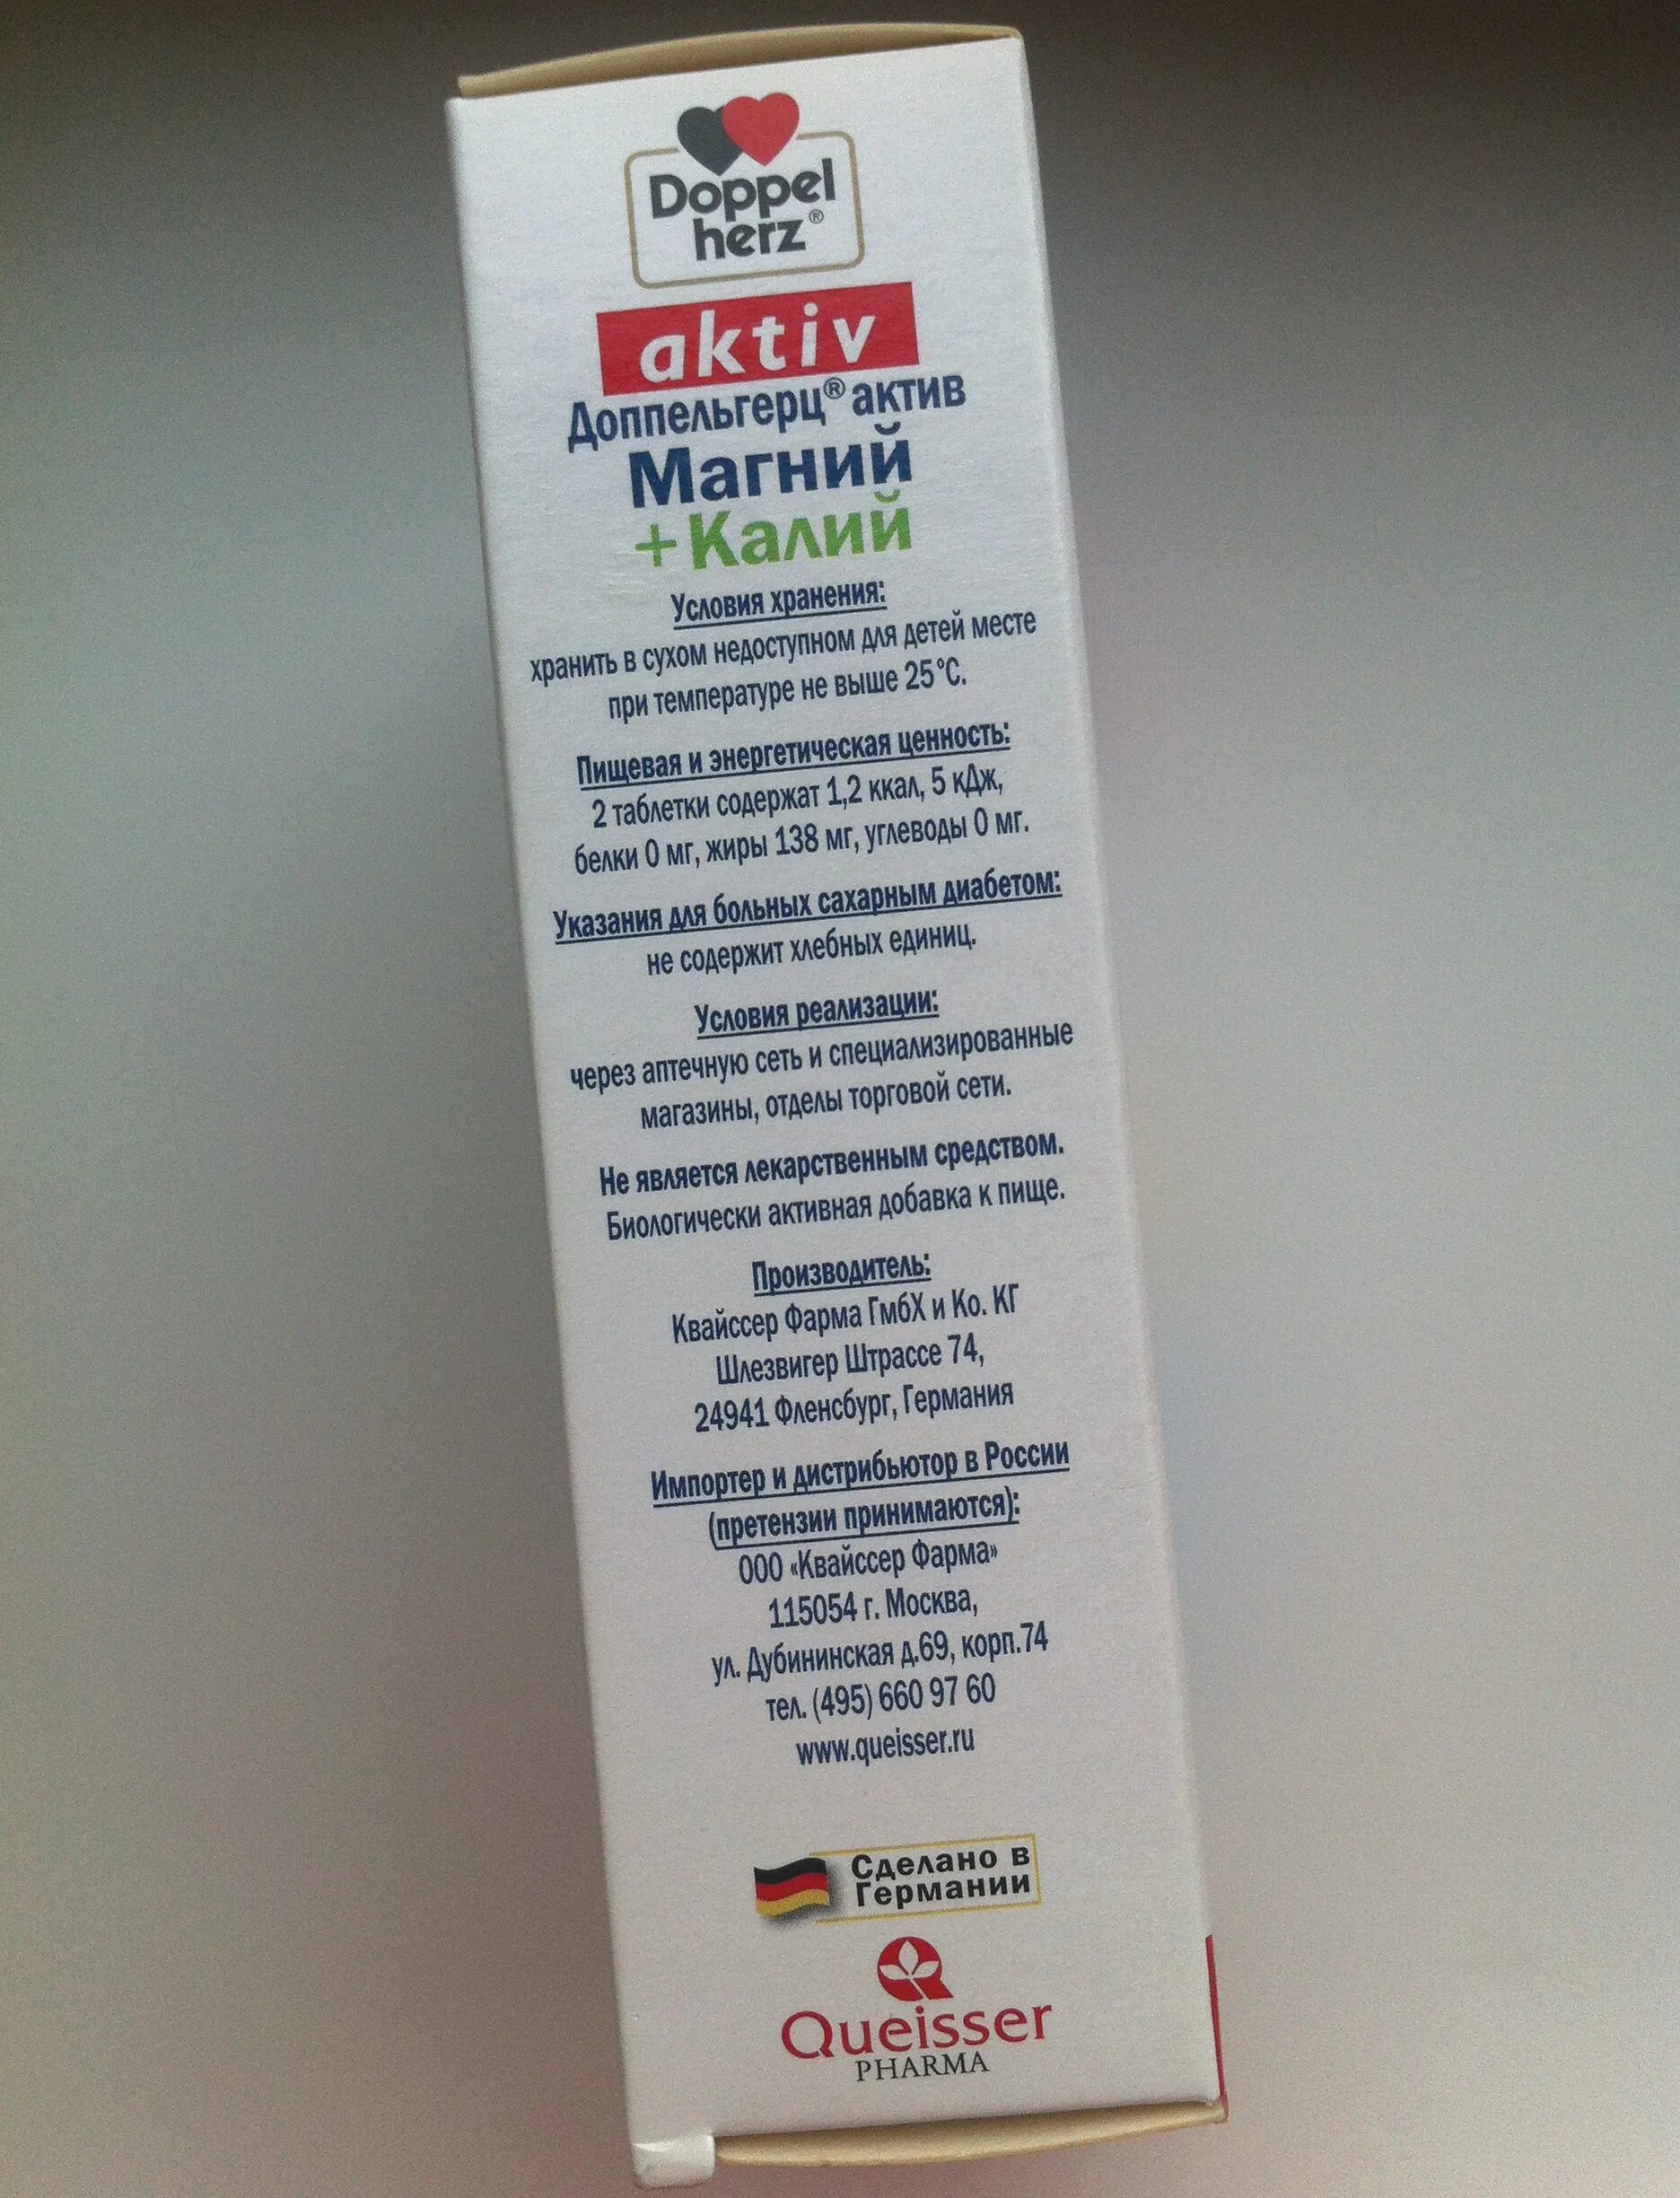 Doppel
herz®
aktiv
Доппельгерц® актив
Магний
+Калий
Условия хранения:
хранить в сухом недоступном для детей месте
при температуре не выше 25°С.
Пищевая и энергетическая ценность:
2 таблетки содержат 1,2 ккал, 5 кДж,
белки 0 мг, жиры 138 мг, углеводы 0 мг.
Указания для больных сахарным диабетом:
не содержит хлебных единиц.
Условия реализации:
через аптечную сеть и специализированные
магазины, отделы торговой сети.
Не является лекарственным средством.
Биологически активная добавка к пище.
Производитель:
Квайссер Фарма ГмбХ и Ко. КГ
Шлезвигер Штрассе 74,
24941 Фленсбург, Германия
Импортер и дистрибьютор в России
(претензии принимаются):
ООО «Квайссер Фарма»
115054 г. Москва,
ул. Дубининская д.69, корп.74
тел. (495) 660 97 60
www.queisser.ru
Сделано в
Германии
Queisser
PHARMA